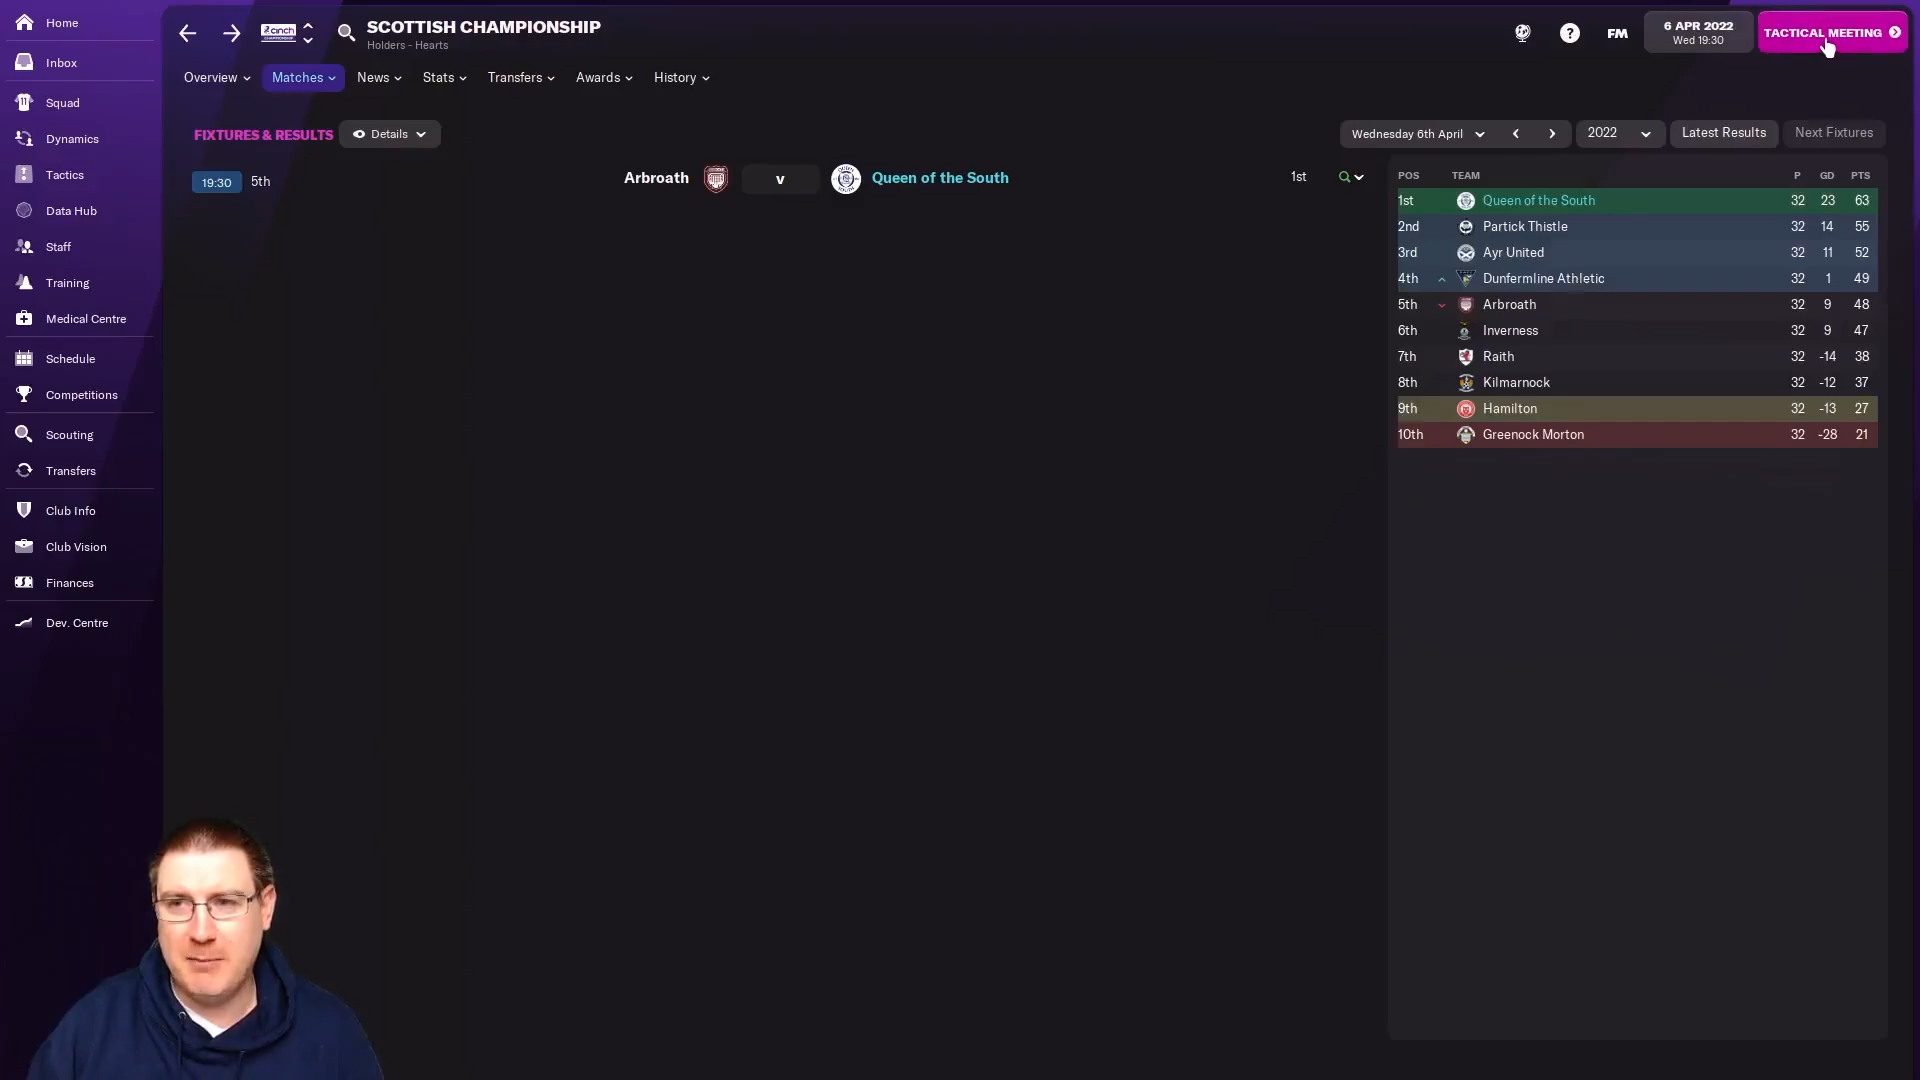 Home
Inbox
Squad
Dynamics
Tactics
Data Hub
Staff
Training
Medical Centre
Schedule
Competitions
Scouting
Transfers
Club Info
Club Vision
Finances
Dev. Centre
SCOTTISH CHAMPIONSHIP
Holders - Hearts
FM
6 APR 2022
Wed 19:30
TACTICAL MEETING
Overview Matches News Stats Transfers Awards History
FIXTURES & RESULTS Details
Wednesday 6th April 2022 Latest Results Next Fixtures
19:30 5th Arbroath v Queen of the South 1st
POS TEAM P GD PTS
1st Queen of the South 32 23 63
2nd Partick Thistle 32 14 55
3rd Ayr United 32 11 52
4th Dunfermline Athletic 32 1 49
5th Arbroath 32 9 48
6th Inverness 32 9 47
7th Raith 32 -14 38
8th Kilmarnock 32 -12 37
9th Hamilton 32 -13 27
10th Greenock Morton 32 -28 21